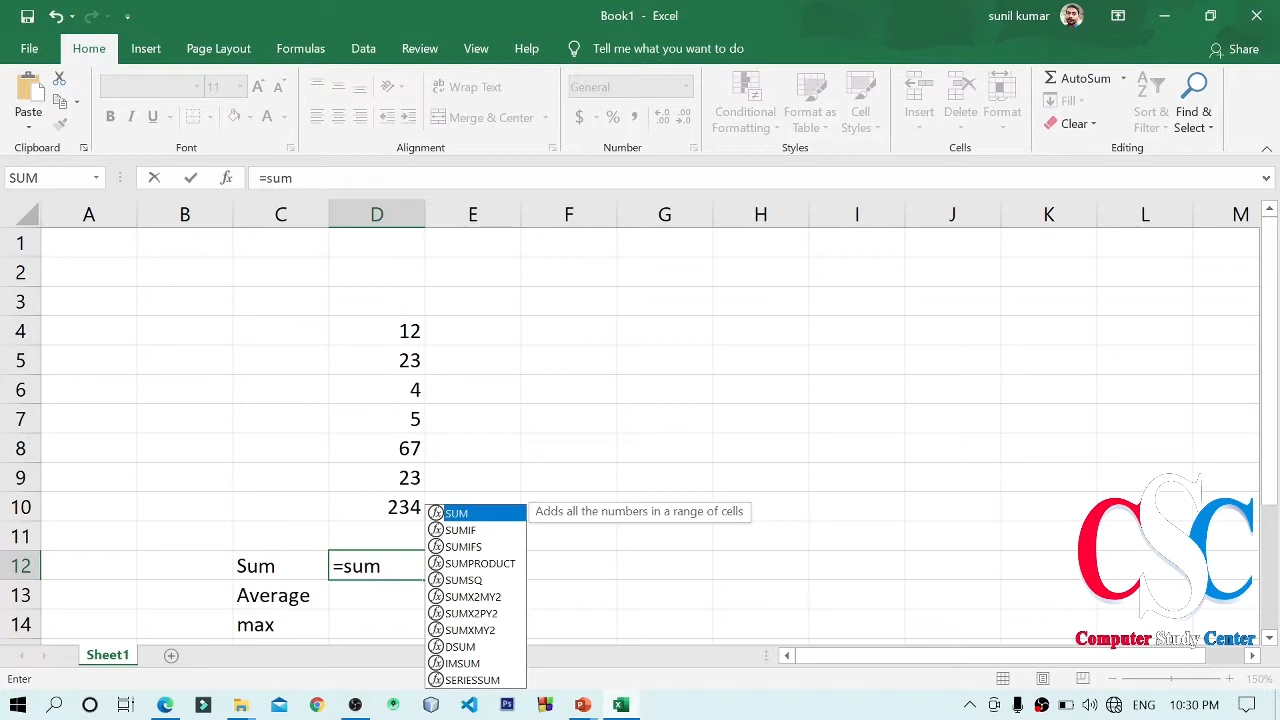 Book1 - Excel
sunil kumar
File Home Insert Page Layout Formulas Data Review View Help Tell me what you want to do Share
Paste
Clipboard
11
B I U
Font
Wrap Text
Merge & Center
Alignment
General
$ % ,
Number
Conditional Formatting
Format as Table
Cell Styles
Styles
Insert Delete Format
Cells
AutoSum
Fill
Clear
Sort & Filter
Find & Select
Editing
SUM
fx
=sum
A B C D E F G H I J K L M
1
2
3
4 12
5 23
6 4
7 5
8 67
9 23
10 234
11
12 Sum =sum
13 Average
14 max
SUM
Adds all the numbers in a range of cells
SUMIF
SUMIFS
SUMPRODUCT
SUMSQ
SUMX2MY2
SUMX2PY2
SUMXMY2
DSUM
IMSUM
SERIESSUM
CSC
Computer Study Center
Sheet1
Enter
150%
ENG 10:30 PM